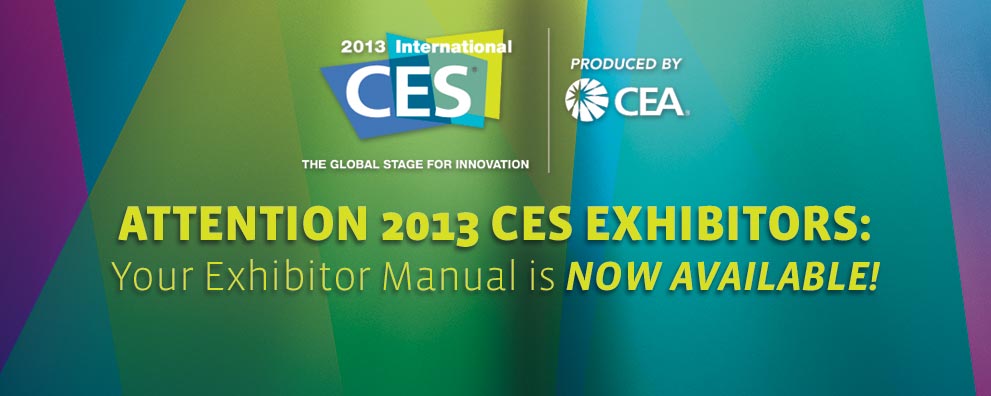 2013 International
CES®
THE GLOBAL STAGE FOR INNOVATION
PRODUCED BY
CEA®
ATTENTION 2013 CES EXHIBITORS:
Your Exhibitor Manual is NOW AVAILABLE!